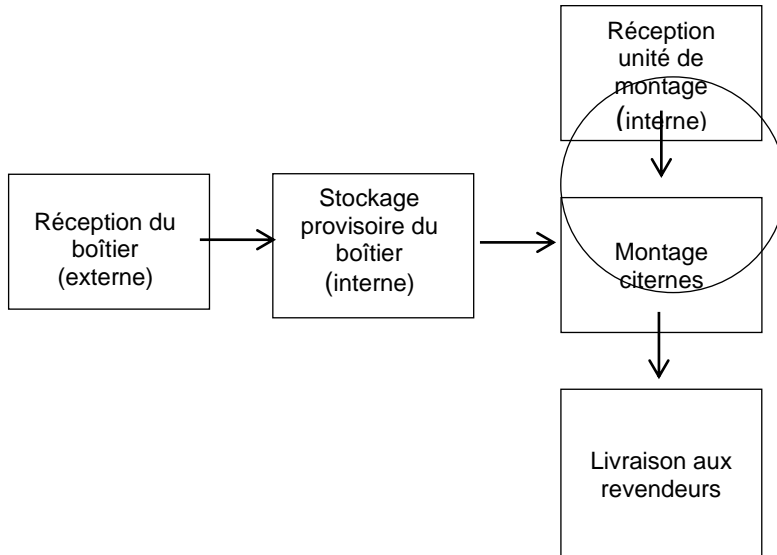 Réception
unité de
montage
(interne)
Réception du
boîtier
(externe)
Stockage
provisoire du
boîtier
(interne)
Montage
citernes
Livraison aux
revendeurs